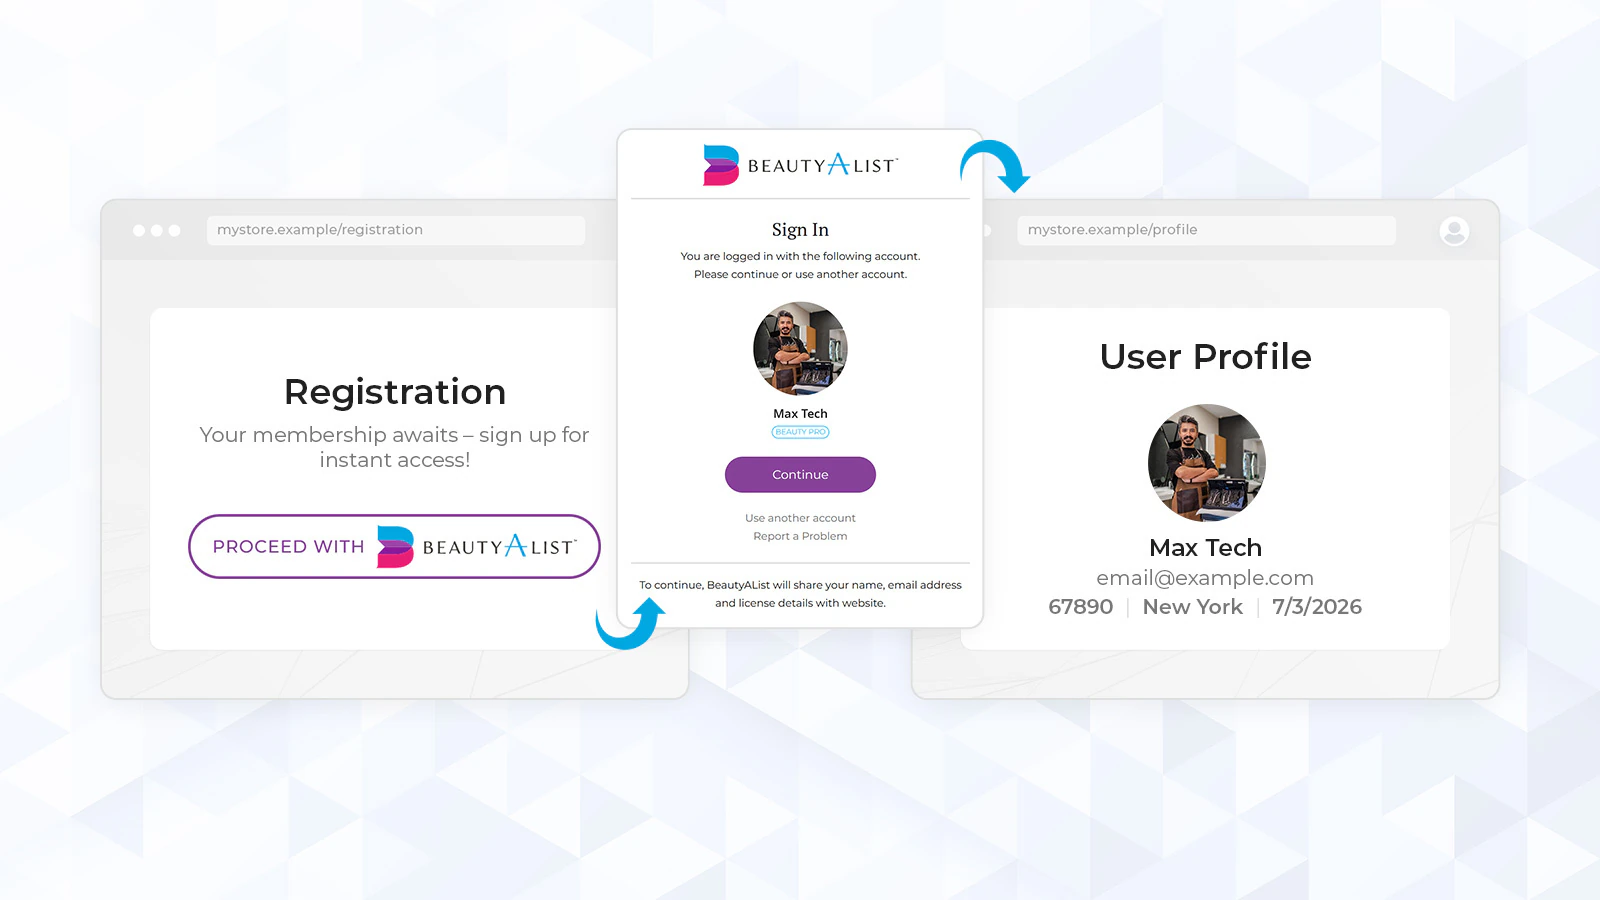 mystore.example/registration
Registration
Your membership awaits – sign up for
instant access!
PROCEED WITH BEAUTYALIST™
BEAUTYALIST™
Sign In
You are logged in with the following account.
Please continue or use another account.
Max Tech
BEAUTY PRO
Continue
Use another account
Report a Problem
To continue, BeautyAList will share your name, email address
and license details with website.
mystore.example/profile
User Profile
Max Tech
email@example.com
67890 | New York | 7/3/2026